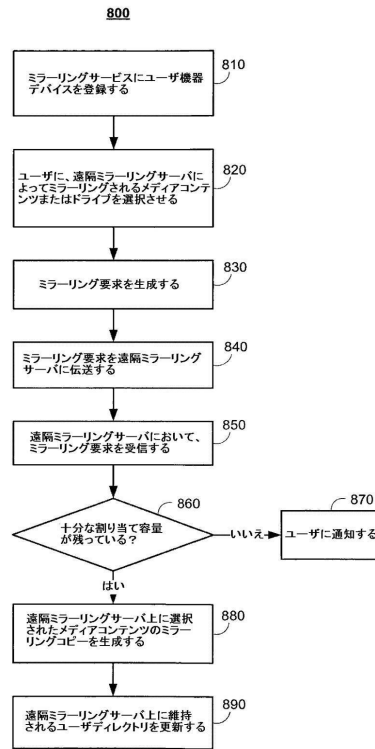 800
810
ミラーリングサービスにユーザ機器
デバイスを登録する
820
ユーザに、遠隔ミラーリングサーバに
よってミラーリングされるメディアコンテ
ンツまたはドライブを選択させる
830
ミラーリング要求を生成する
840
ミラーリング要求を遠隔ミラーリング
サーバに伝送する
850
遠隔ミラーリングサーバにおいて、
ミラーリング要求を受信する
860
十分な割り当て容量
が残っている?
いいえ
870
ユーザに通知する
はい
880
遠隔ミラーリングサーバ上に選択
されたメディアコンテンツのミラー
リングコピーを生成する
890
遠隔ミラーリングサーバ上に維持
されるユーザディレクトリを更新する